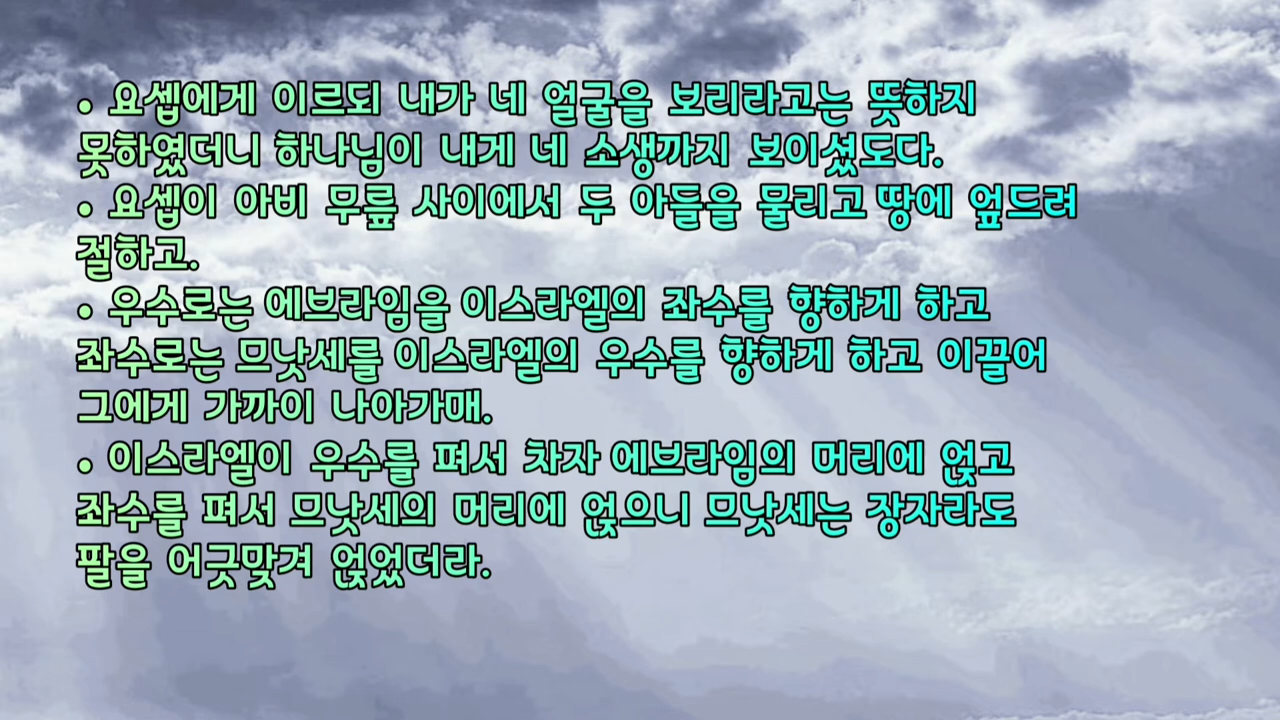 • 요셉에게 이르되 내가 네 얼굴을 보리라고는 뜻하지
못하였더니 하나님이 내게 네 소생까지 보이셨도다.
• 요셉이 아비 무릎 사이에서 두 아들을 물리고 땅에 엎드려
절하고.
• 우수로는 에브라임을 이스라엘의 좌수를 향하게 하고
좌수로는 므낫세를 이스라엘의 우수를 향하게 하고 이끌어
그에게 가까이 나아가매.
• 이스라엘이 우수를 펴서 차자 에브라임의 머리에 얹고
좌수를 펴서 므낫세의 머리에 얹으니 므낫세는 장자라도
팔을 어긋맞겨 얹었더라.